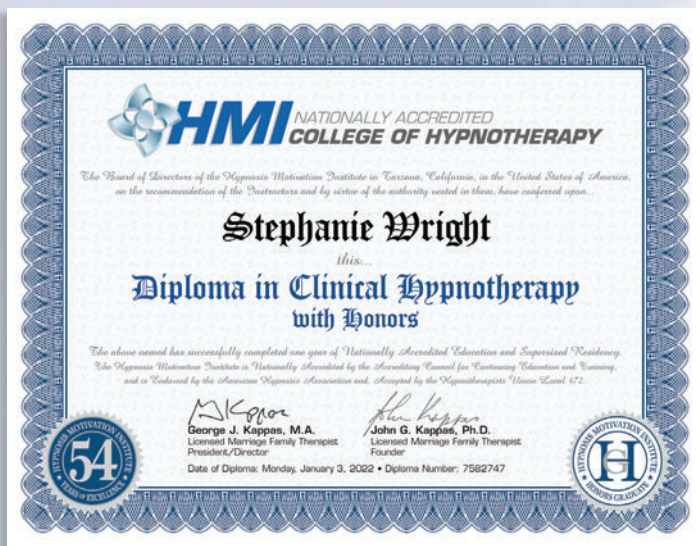 HMI NATIONALLY ACCREDITED
COLLEGE OF HYPNOTHERAPY
The Board of Directors of the Hypnosis Motivation Institute in Tarzana, California, in the United States of America,
on the recommendation of the Instructors and by virtue of the authority vested in them, have conferred upon...
Stephanie Wright
this...
Diploma in Clinical Hypnotherapy
with Honors
The above named has successfully completed one year of Nationally Accredited Education and Supervised Residency.
The Hypnosis Motivation Institute is Nationally Accredited by the Accrediting Council for Continuing Education and Training,
and is Endorsed by the American Hypnosis Association and, Accepted by the Hypnotherapists Union Local 472.
George J. Kappas, M.A.
Licensed Marriage Family Therapist
President/Director
John G. Kappas, Ph.D.
Licensed Marriage Family Therapist
Founder
Date of Diploma: Monday, January 3, 2022 • Diploma Number: 7582747
HYPNOSIS MOTIVATION INSTITUTE
54
YEARS OF EXCELLENCE
HYPNOSIS MOTIVATION INSTITUTE
HG
HONORS GRADUATE